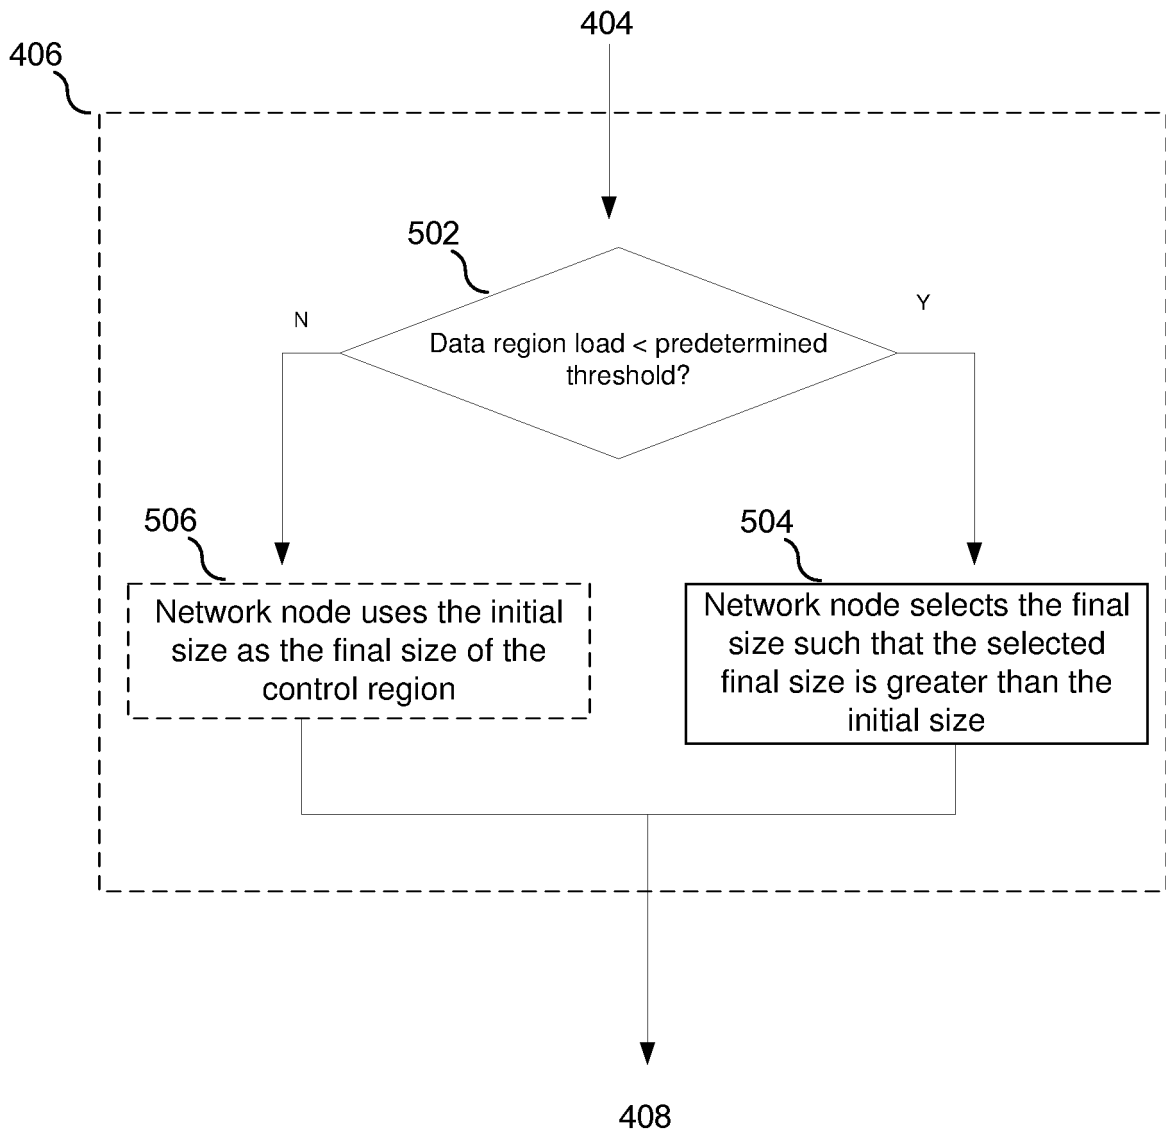 404
406
502
N
Y
Data region load < predetermined
threshold?
506
504
Network node uses the initial
size as the final size of the
control region
Network node selects the final
size such that the selected
final size is greater than the
initial size
408